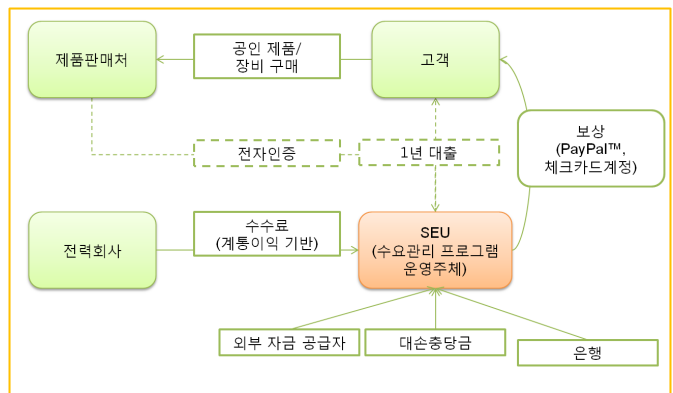 제품판매처
공인 제품/
장비 구매
고객
보상
(PayPal™,
체크카드계정)
전자인증
1년 대출
전력회사
수수료
(계통이익 기반)
SEU
(수요관리 프로그램
운영주체)
외부 자금 공급자
대손충당금
은행